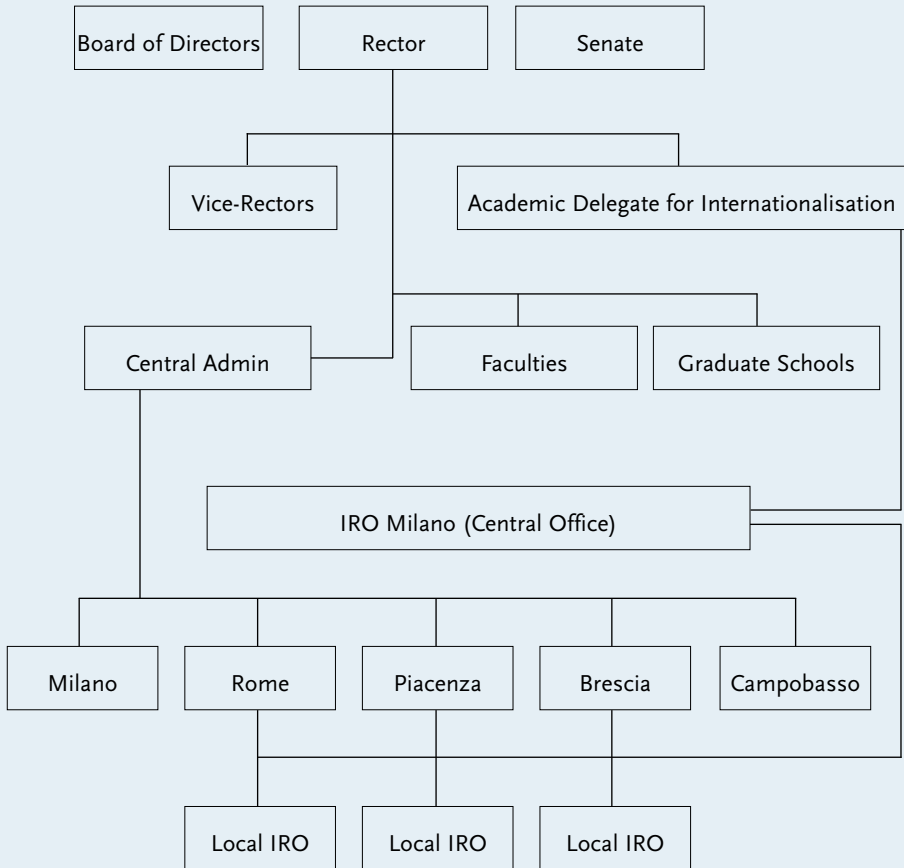 Board of Directors
Rector
Senate
Vice-Rectors
Academic Delegate for Internationalisation
Central Admin
Faculties
Graduate Schools
IRO Milano (Central Office)
Milano
Rome
Piacenza
Brescia
Campobasso
Local IRO
Local IRO
Local IRO